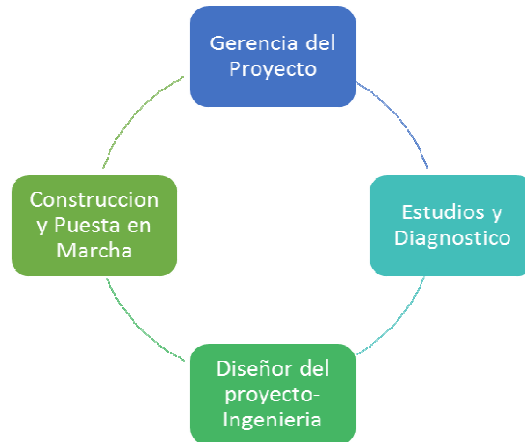 Gerencia del
Proyecto
Estudios y
Diagnostico
Diseñor del
proyecto-
Ingenieria
Construccion
y Puesta en
Marcha